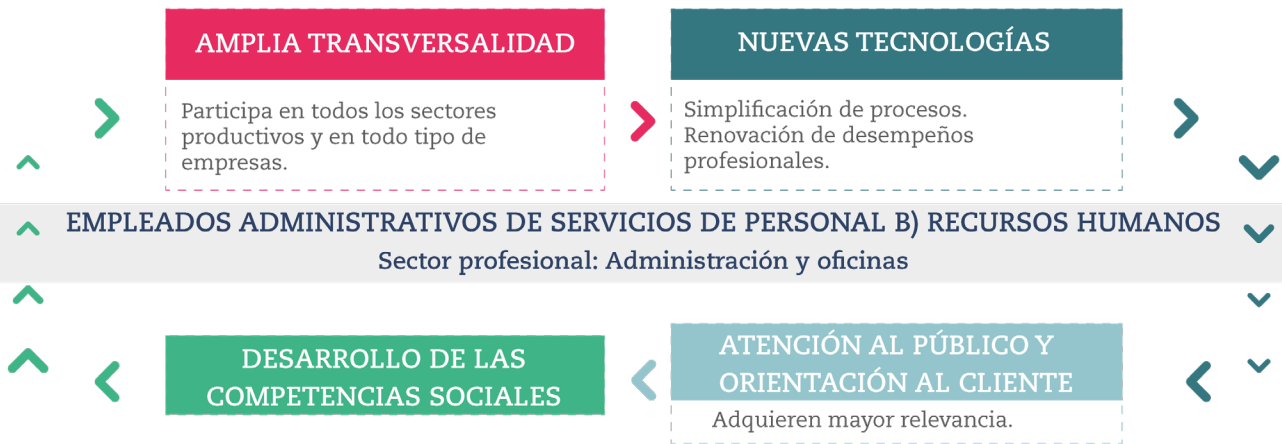 AMPLIA TRANSVERSALIDAD
Participa en todos los sectores
productivos y en todo tipo de
empresas.
NUEVAS TECNOLOGÍAS
Simplificación de procesos.
Renovación de desempeños
profesionales.
EMPLEADOS ADMINISTRATIVOS DE SERVICIOS DE PERSONAL B) RECURSOS HUMANOS
Sector profesional: Administración y oficinas
DESARROLLO DE LAS
COMPETENCIAS SOCIALES
ATENCIÓN AL PÚBLICO Y
ORIENTACIÓN AL CLIENTE
Adquieren mayor relevancia.